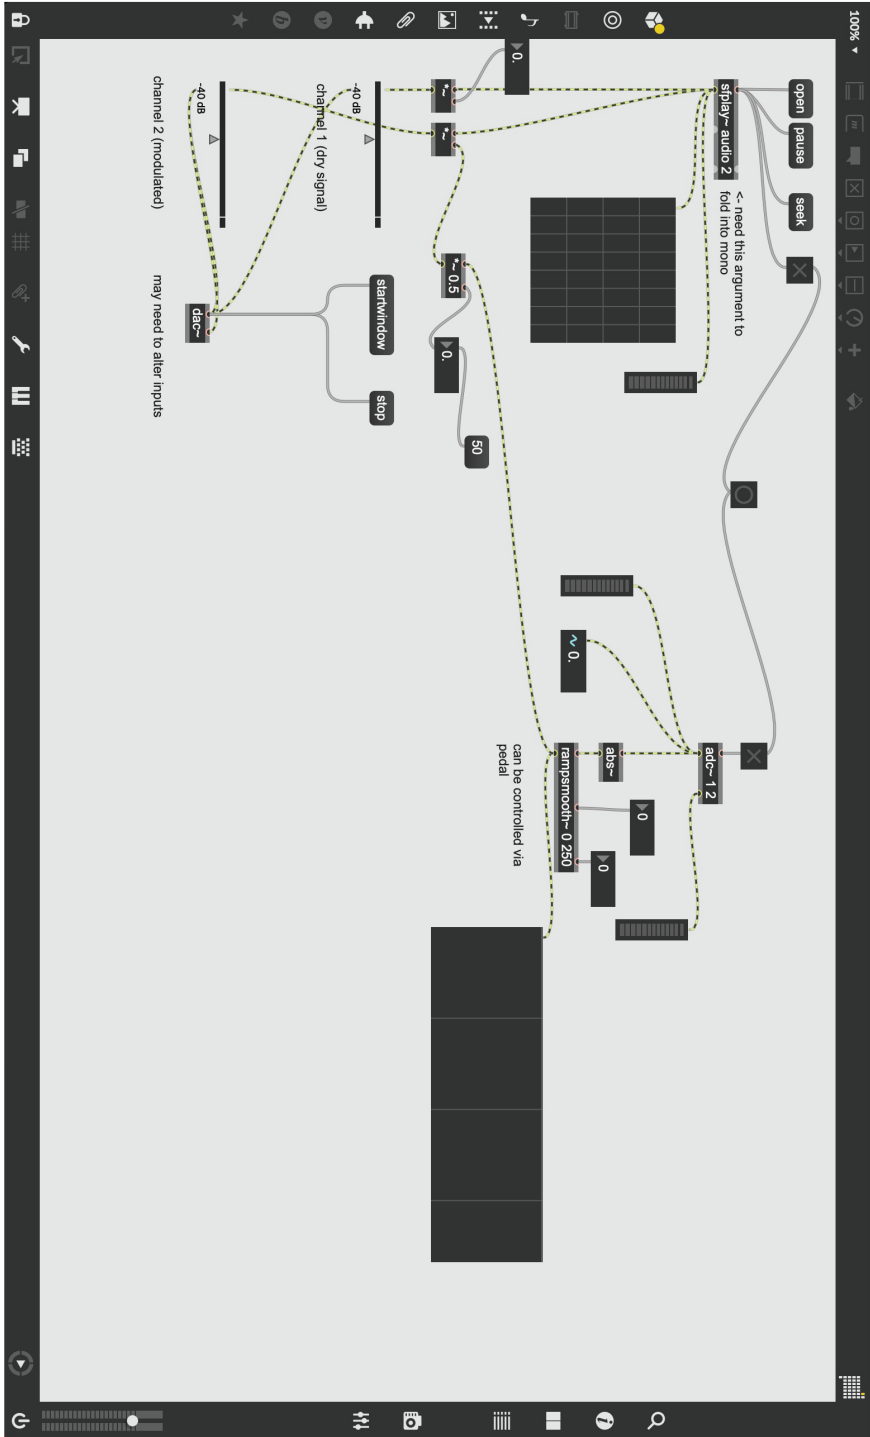 100%
open
pause
seek
sfplay~ audio 2
<- need this argument to
fold into mono
0.
*~
*~
*~ 0.5
0.
50
-40 dB
channel 1 (dry signal)
-40 dB
channel 2 (modulated)
startwindow
stop
dac~
may need to alter inputs
adc~ 1 2
0.
abs~
0
0
rampsmooth~ 0 250
can be controlled via
pedal